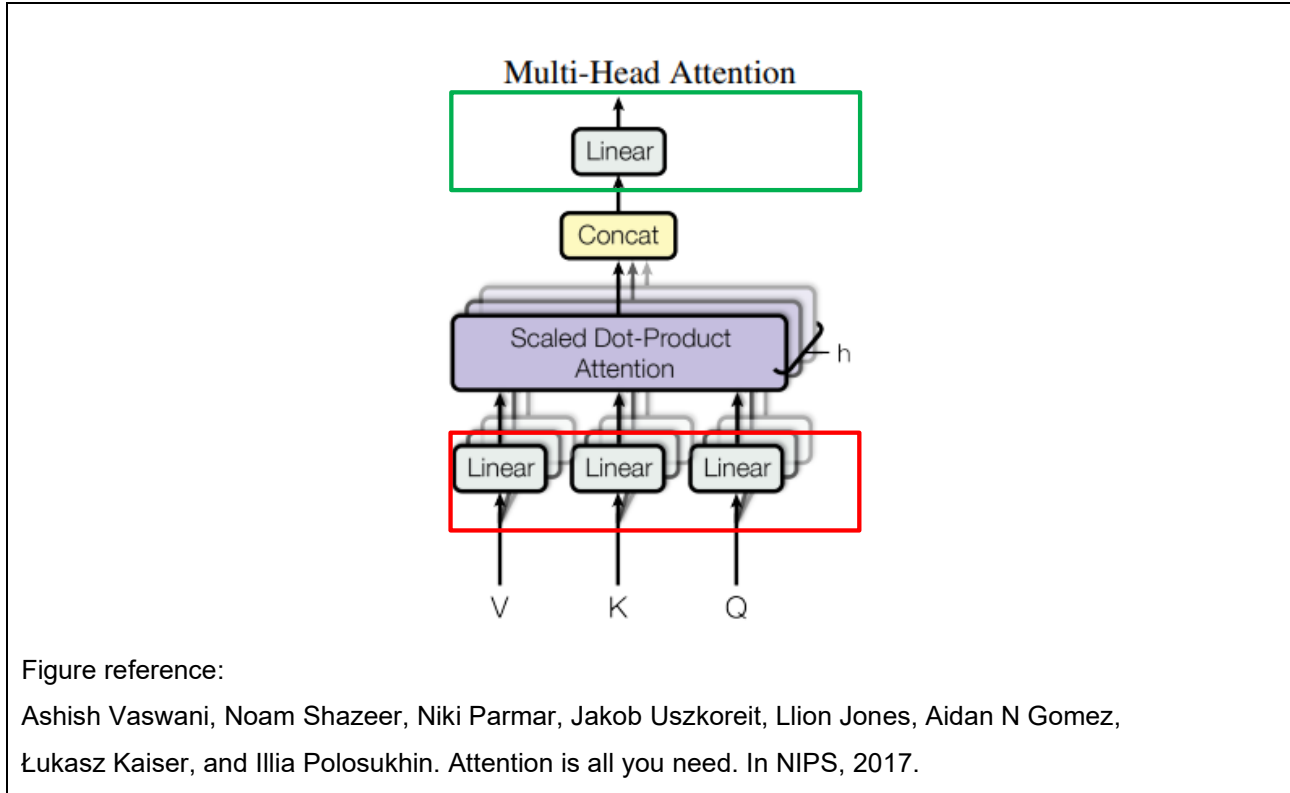 Multi-Head Attention
Linear
Concat
Scaled Dot-Product
Attention
h
Linear Linear Linear
V K Q
Figure reference:
Ashish Vaswani, Noam Shazeer, Niki Parmar, Jakob Uszkoreit, Llion Jones, Aidan N Gomez,
Łukasz Kaiser, and Illia Polosukhin. Attention is all you need. In NIPS, 2017.